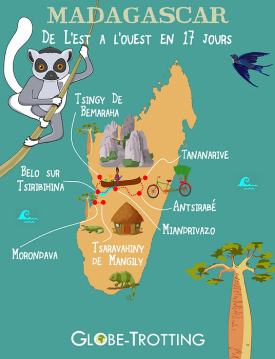 MADAGASCAR
DE L'EST A L'OUEST EN 17 JOURS
TSINGY DE
BEMARAHA
TANANARIVE
BELO SUR
TSIRIBIHINA
ANTSIRABÉ
MIANDRIVAZO
MORONDAVA
TSARAVAHINY
DE MANGILY
GLOBE-TROTTING